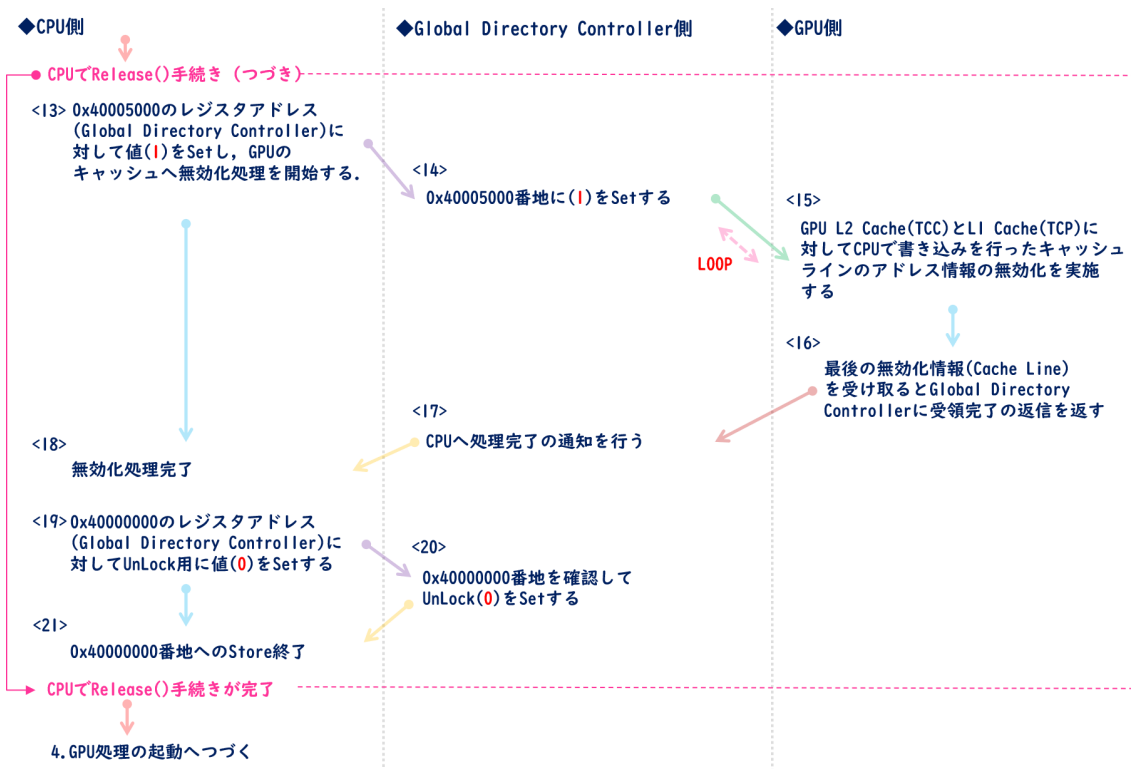 ◆CPU側
◆Global Directory Controller側
◆GPU側
CPUでRelease()手続き (つづき)
<13> 0x40005000のレジスタアドレス
(Global Directory Controller)に
対して値(1)をSetし，GPUの
キャッシュへ無効化処理を開始する．
<14>
0x40005000番地に(1)をSetする
<15>
GPU L2 Cache(TCC)とL1 Cache(TCP)に
対してCPUで書き込みを行ったキャッシュ
ラインのアドレス情報の無効化を実施
する
LOOP
<16>
最後の無効化情報(Cache Line)
を受け取るとGlobal Directory
Controllerに受領完了の返信を返す
<17>
CPUへ処理完了の通知を行う
<18>
無効化処理完了
<19> 0x40000000のレジスタアドレス
(Global Directory Controller)に
対してUnLock用に値(0)をSetする
<20>
0x40000000番地を確認して
UnLock(0)をSetする
<21>
0x40000000番地へのStore終了
CPUでRelease()手続きが完了
4.GPU処理の起動へつづく